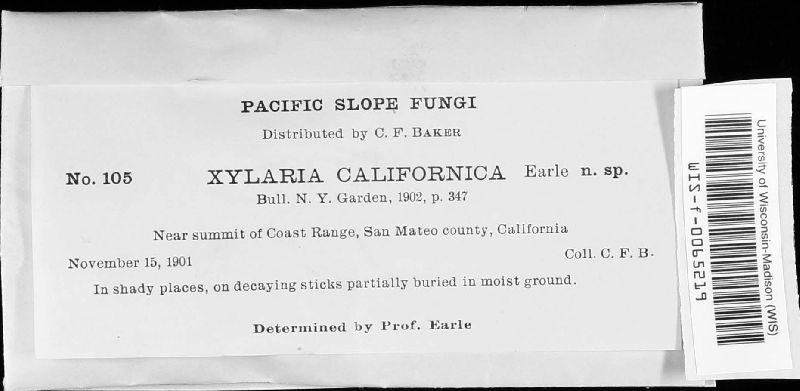 PACIFIC SLOPE FUNGI
Distributed by C. F. BAKER
No. 105 XYLARIA CALIFORNICA Earle n. sp.
Bull. N. Y. Garden, 1902, p. 347
Near summit of Coast Range, San Mateo county, California
November 15, 1901 Coll. C. F. B.
In shady places, on decaying sticks partially buried in moist ground.
Determined by Prof. Earle
University of Wisconsin-Madison (WIS)
WIS-f-0065219